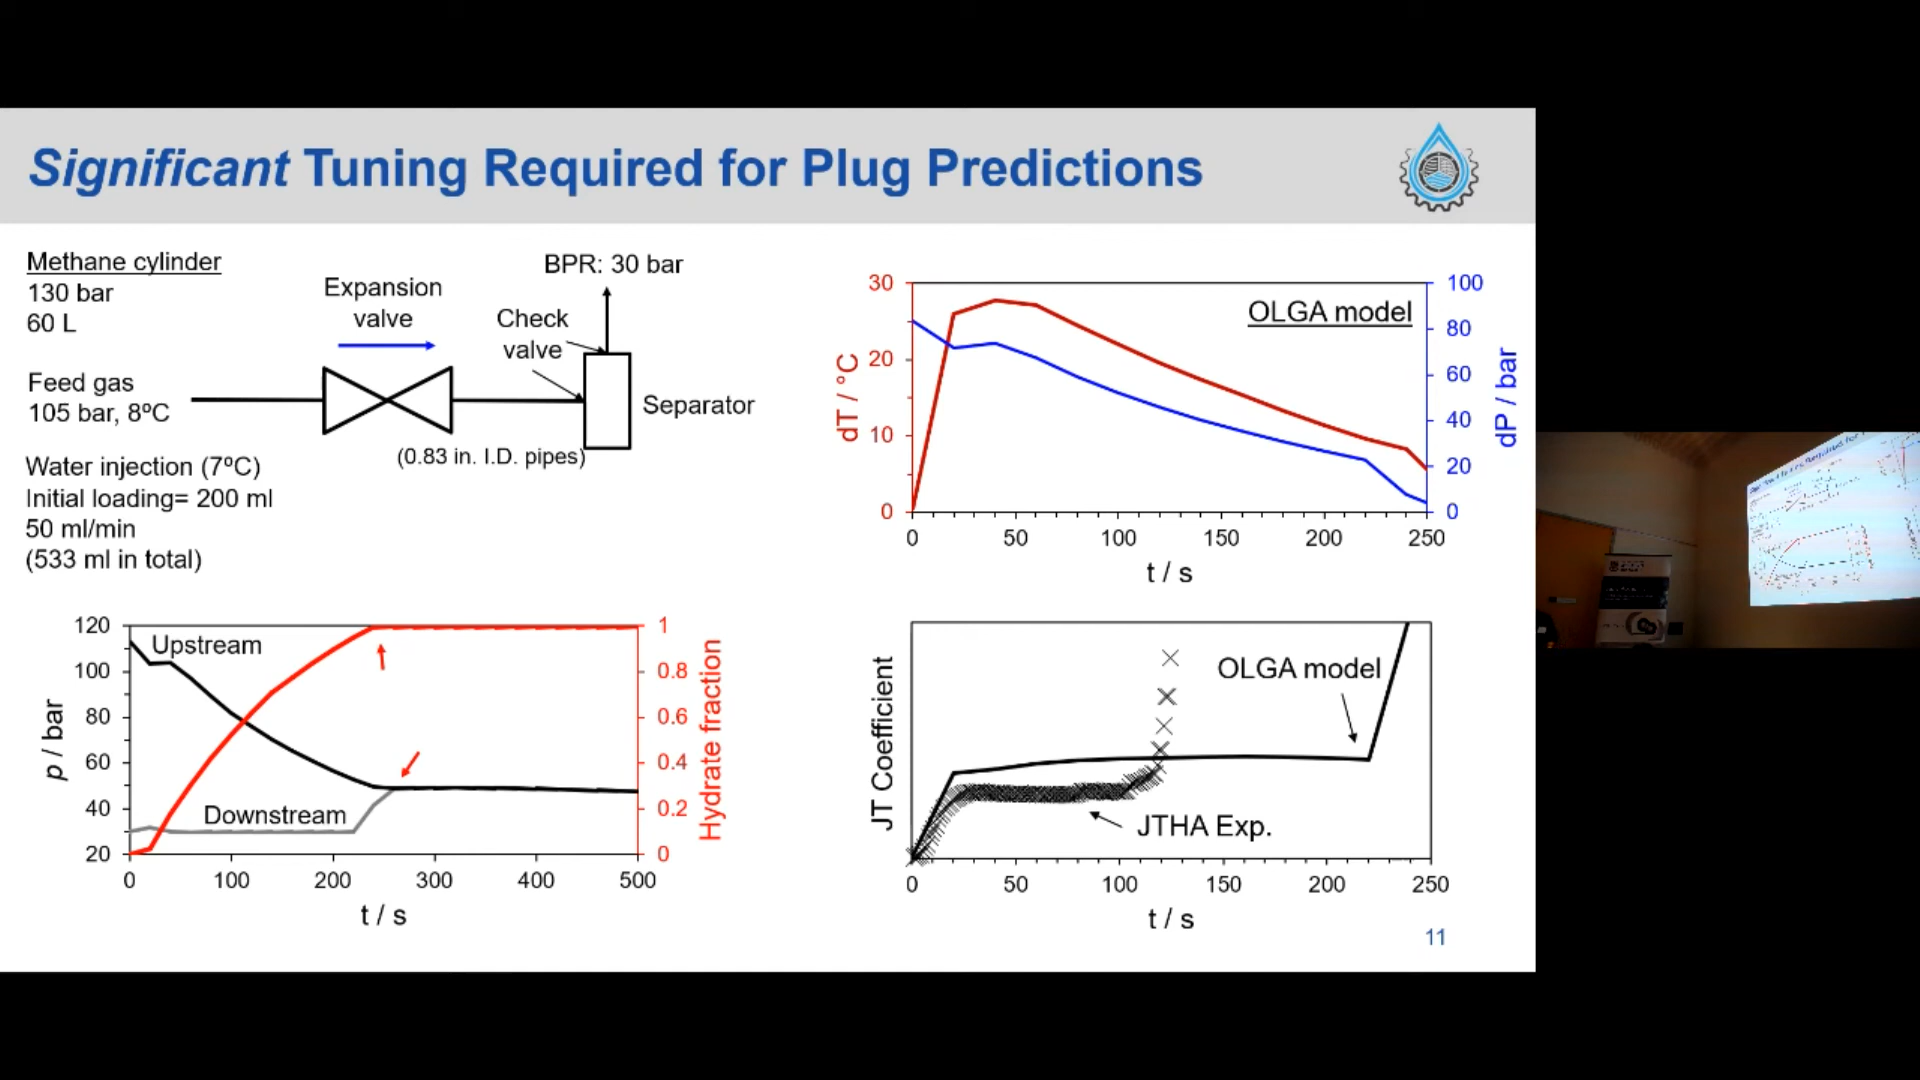 Significant Tuning Required for Plug Predictions
Methane cylinder
130 bar
60 L
Feed gas
105 bar, 8ºC
Water injection (7ºC)
Initial loading= 200 ml
50 ml/min
(533 ml in total)
Expansion
valve
BPR: 30 bar
Check
valve
Separator
(0.83 in. I.D. pipes)
OLGA model
30
20
10
0
dT / °C
100
80
60
40
20
0
dP / bar
0
50
100
150
200
250
t / s
Upstream
Downstream
120
100
80
60
40
20
p / bar
1
0.8
0.6
0.4
0.2
0
Hydrate fraction
0
100
200
300
400
500
t / s
JT Coefficient
OLGA model
JTHA Exp.
0
50
100
150
200
250
t / s
11